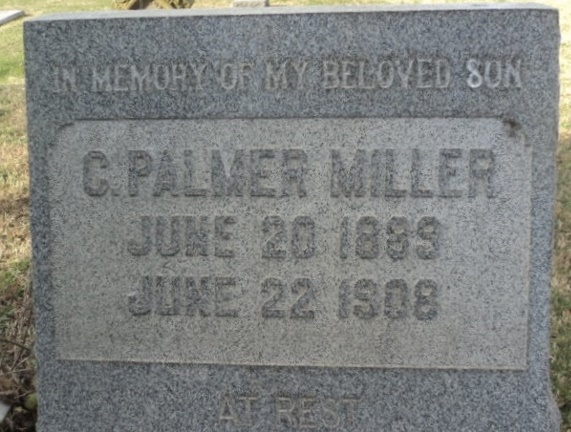 IN MEMORY OF MY BELOVED SON
C. PALMER MILLER
JUNE 20 1889
JUNE 22 1908
AT REST